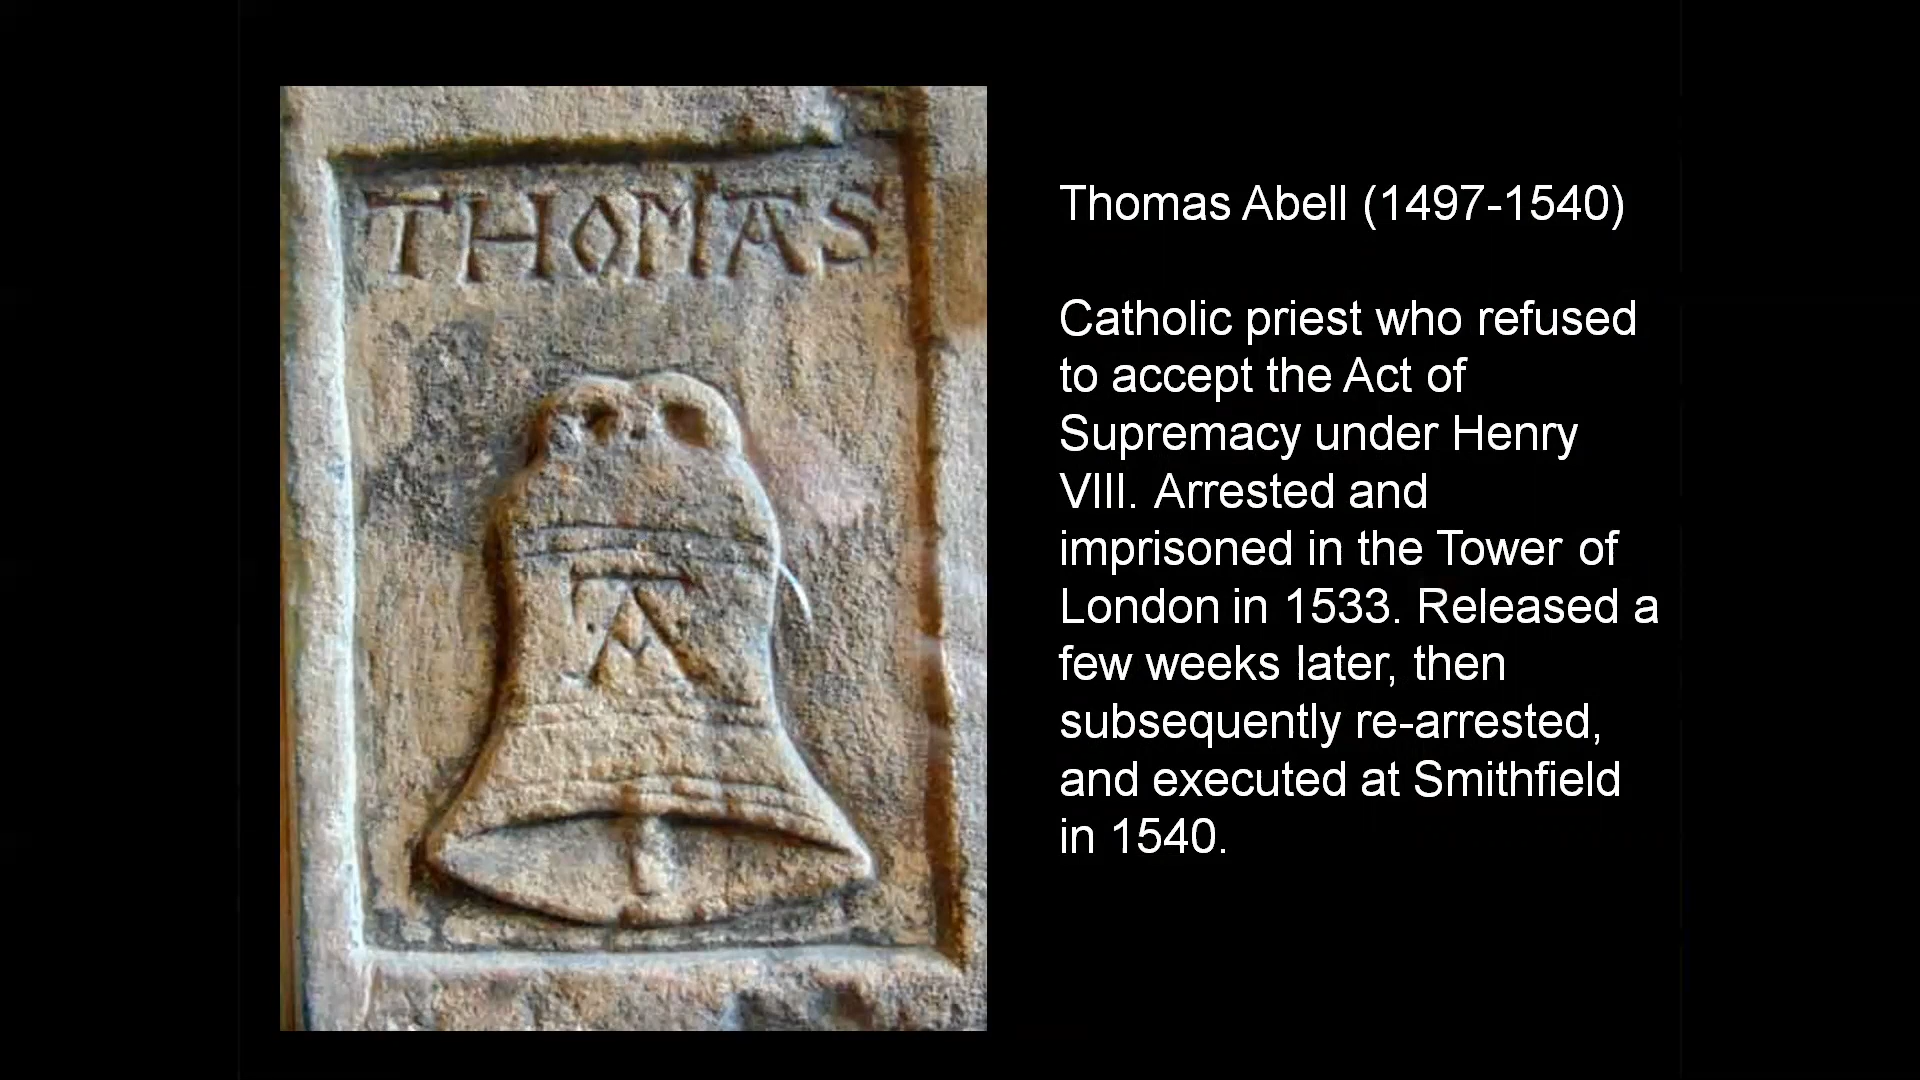 THOMAS
A
Thomas Abell (1497-1540)
Catholic priest who refused
to accept the Act of
Supremacy under Henry
VIII. Arrested and
imprisoned in the Tower of
London in 1533. Released a
few weeks later, then
subsequently re-arrested,
and executed at Smithfield
in 1540.